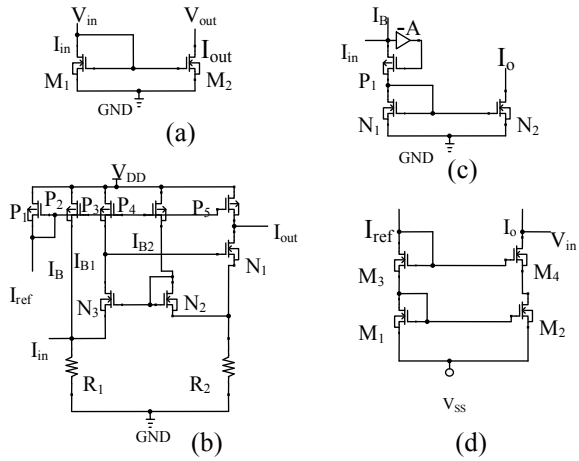 V_in V_out
I_in I_out
M_1 M_2
GND
(a)
I_B
-A
I_in I_o
P_1
N_1 N_2
GND
(c)
V_DD
P_1 P_2 P_3 P_4 P_5
I_out
I_B I_B1 I_B2 N_1
I_ref
N_3 N_2
I_in
R_1 R_2
GND
(b)
I_ref I_o
V_in
M_3 M_4
M_1 M_2
V_SS
(d)